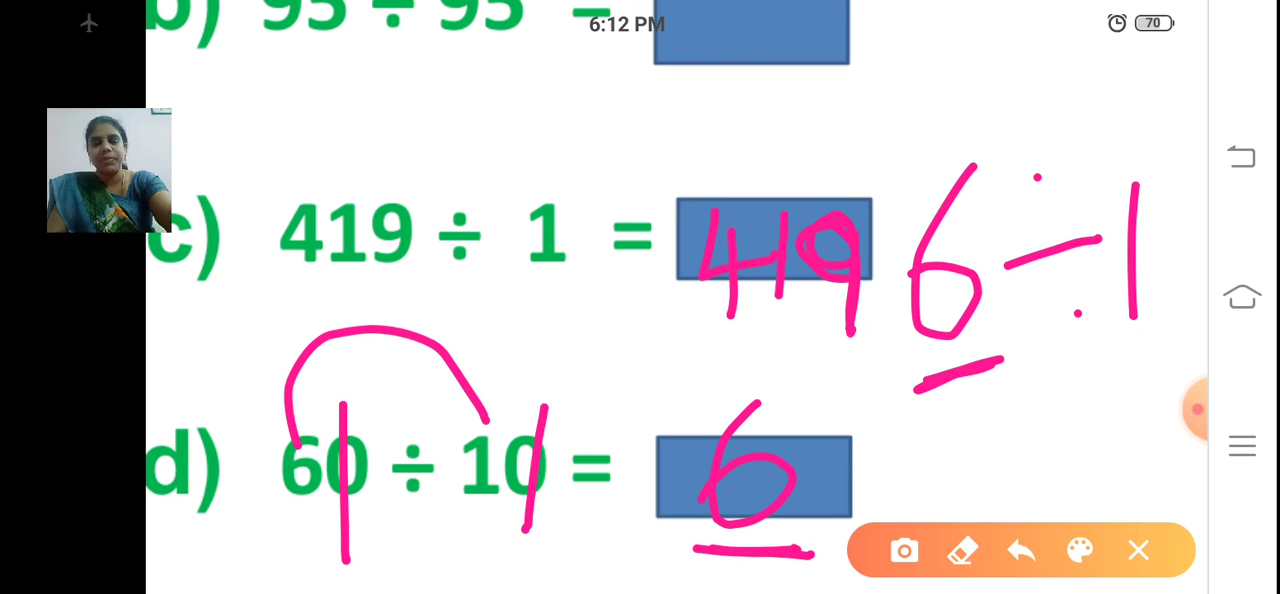 b) 95 ÷ 95 =
6:12 PM
70
c) 419 ÷ 1 = 419
6 ÷ 1
d) 60 ÷ 10 = 6